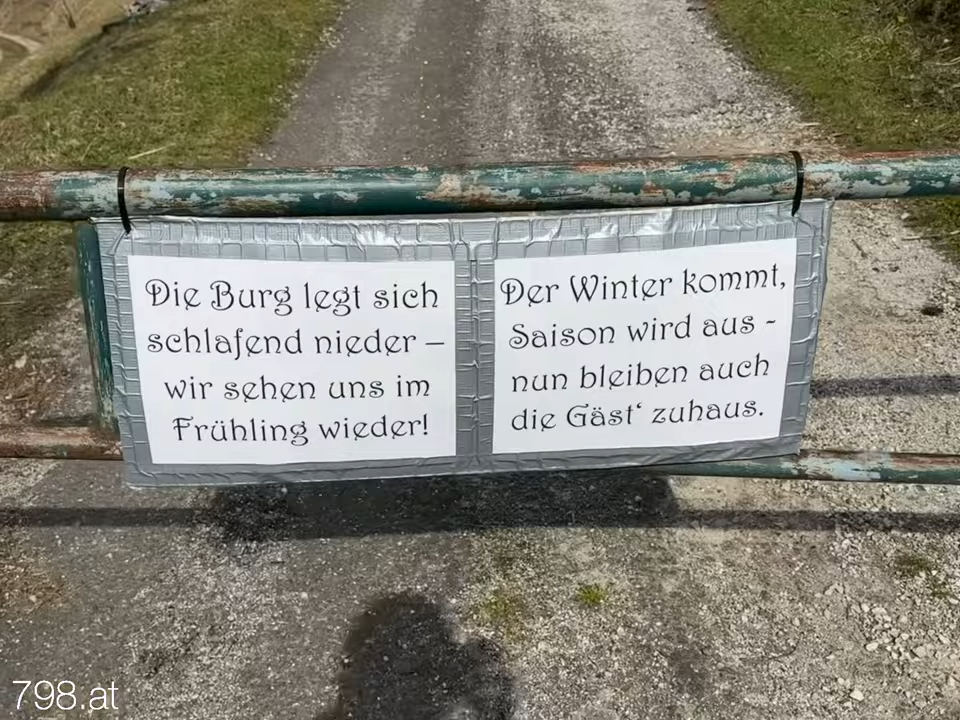 Die Burg legt sich
schlafend nieder –
wir sehen uns im
Frühling wieder!
Der Winter kommt,
Saison wird aus -
nun bleiben auch
die Gäst‘ zuhaus.
798.at